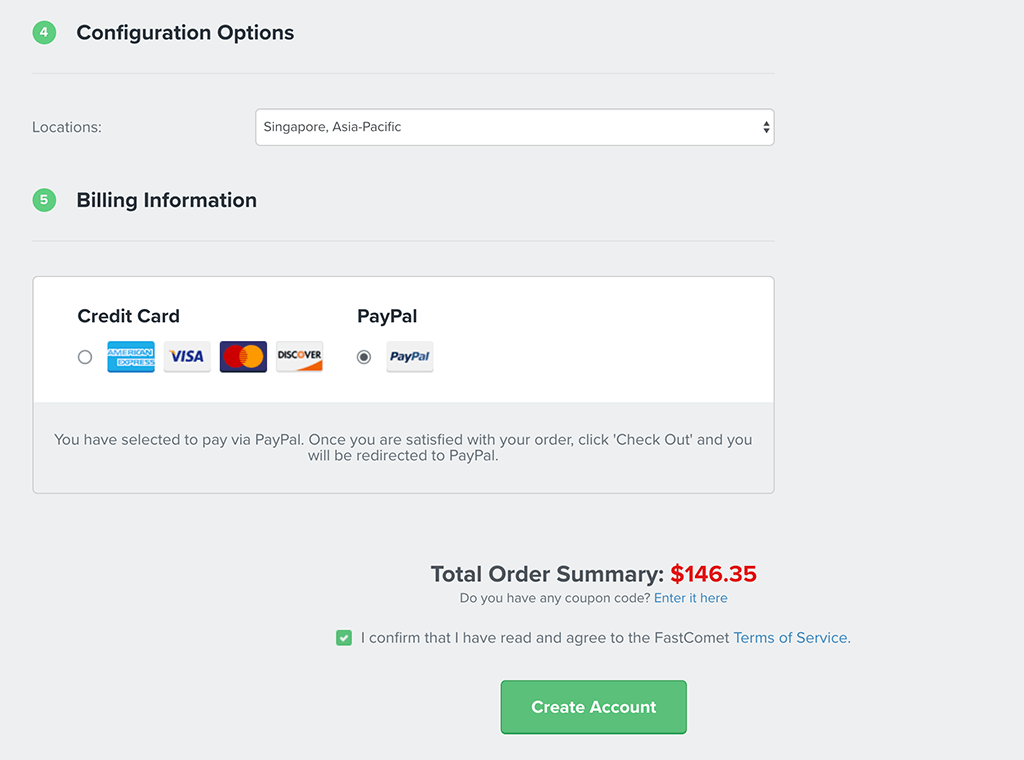 4 Configuration Options
Locations: Singapore, Asia-Pacific
5 Billing Information
Credit Card PayPal
AMERICAN EXPRESS VISA DISCOVER PayPal
You have selected to pay via PayPal. Once you are satisfied with your order, click 'Check Out' and you
will be redirected to PayPal.
Total Order Summary: $146.35
Do you have any coupon code? Enter it here
I confirm that I have read and agree to the FastComet Terms of Service.
Create Account